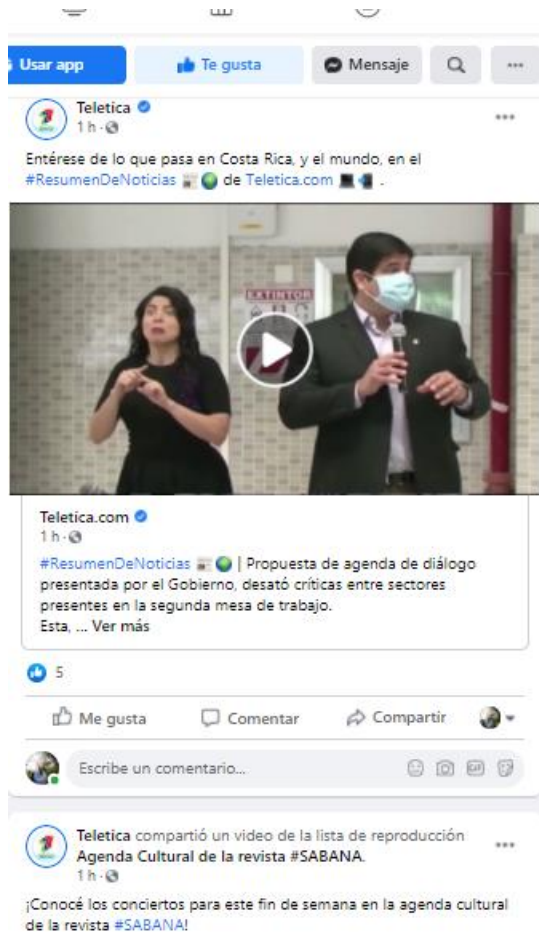 Usar app
Te gusta
Mensaje
Teletica
1 h ·
Entérese de lo que pasa en Costa Rica, y el mundo, en el
#ResumenDeNoticias de Teletica.com .
EXTINTOR
Teletica.com
1 h ·
#ResumenDeNoticias | Propuesta de agenda de diálogo
presentada por el Gobierno, desató críticas entre sectores
presentes en la segunda mesa de trabajo.
Esta, ... Ver más
5
Me gusta
Comentar
Compartir
Escribe un comentario...
GIF
Teletica compartió un video de la lista de reproducción
Agenda Cultural de la revista #SABANA.
1 h ·
¡Conocé los conciertos para este fin de semana en la agenda cultural
de la revista #SABANA!